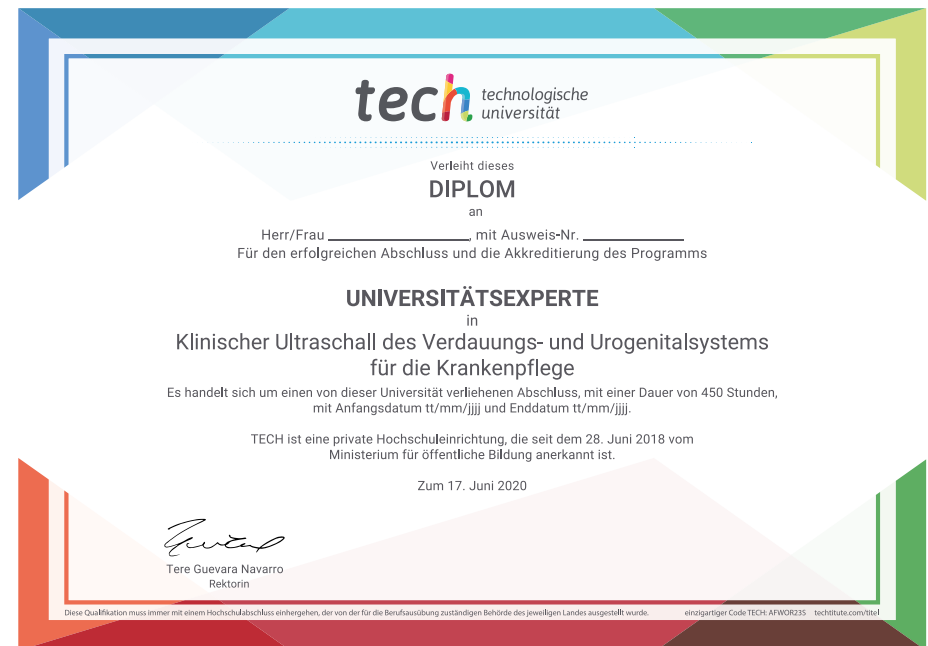 tech technologische
universität
Verleiht dieses
DIPLOM
an
Herr/Frau ____________________, mit Ausweis-Nr. ______________
Für den erfolgreichen Abschluss und die Akkreditierung des Programms
UNIVERSITÄTSEXPERTE
in
Klinischer Ultraschall des Verdauungs- und Urogenitalsystems
für die Krankenpflege
Es handelt sich um einen von dieser Universität verliehenen Abschluss, mit einer Dauer von 450 Stunden,
mit Anfangsdatum tt/mm/jjjj und Enddatum tt/mm/jjjj.
TECH ist eine private Hochschuleinrichtung, die seit dem 28. Juni 2018 vom
Ministerium für öffentliche Bildung anerkannt ist.
Zum 17. Juni 2020
Tere Guevara Navarro
Rektorin
Diese Qualifikation muss immer mit einem Hochschulabschluss einhergehen, der von der für die Berufsausübung zuständigen Behörde des jeweiligen Landes ausgestellt wurde. einzigartiger Code TECH: AFWOR23S techtitute.com/titel